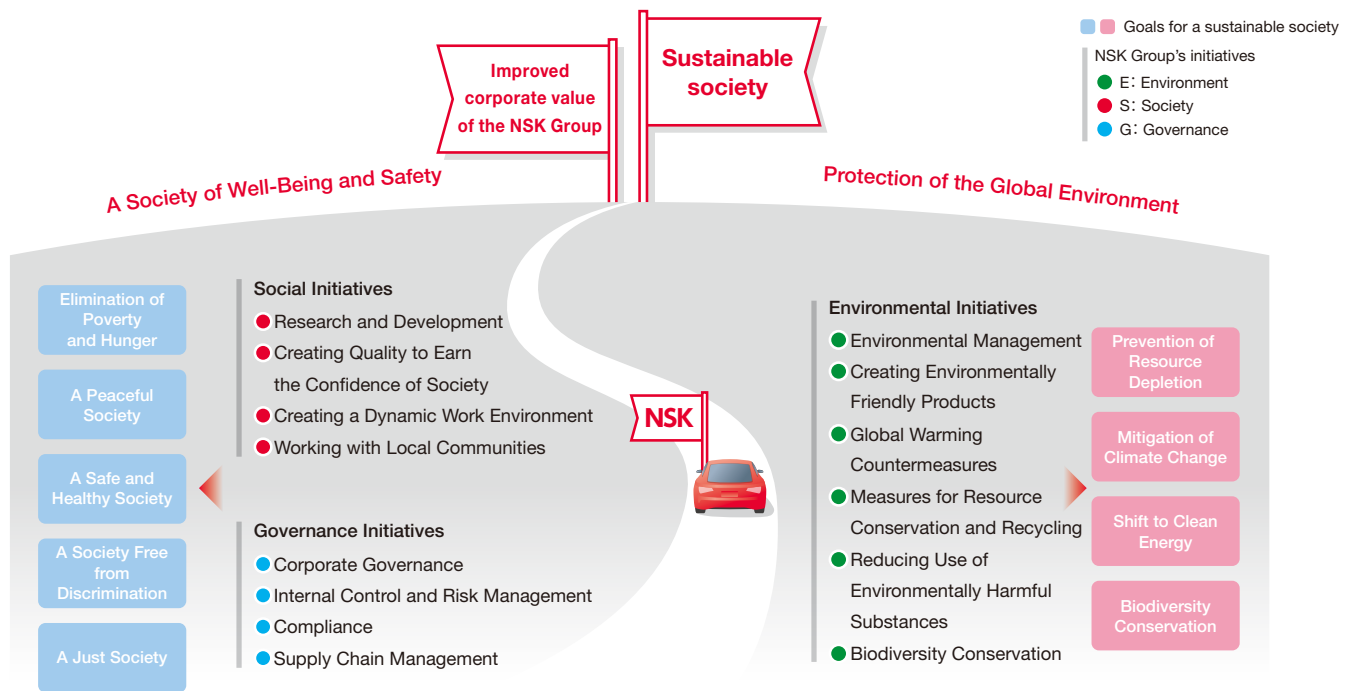 Goals for a sustainable society
NSK Group's initiatives
E: Environment
S: Society
G: Governance
Improved
corporate value
of the NSK Group
Sustainable
society
A Society of Well-Being and Safety
Protection of the Global Environment
Elimination of
Poverty
and Hunger
A Peaceful
Society
A Safe and
Healthy Society
A Society Free
from
Discrimination
A Just Society
Social Initiatives
Research and Development
Creating Quality to Earn
the Confidence of Society
Creating a Dynamic Work Environment
Working with Local Communities
Governance Initiatives
Corporate Governance
Internal Control and Risk Management
Compliance
Supply Chain Management
NSK
Environmental Initiatives
Environmental Management
Creating Environmentally
Friendly Products
Global Warming
Countermeasures
Measures for Resource
Conservation and Recycling
Reducing Use of
Environmentally Harmful
Substances
Biodiversity Conservation
Prevention of
Resource
Depletion
Mitigation of
Climate Change
Shift to Clean
Energy
Biodiversity
Conservation